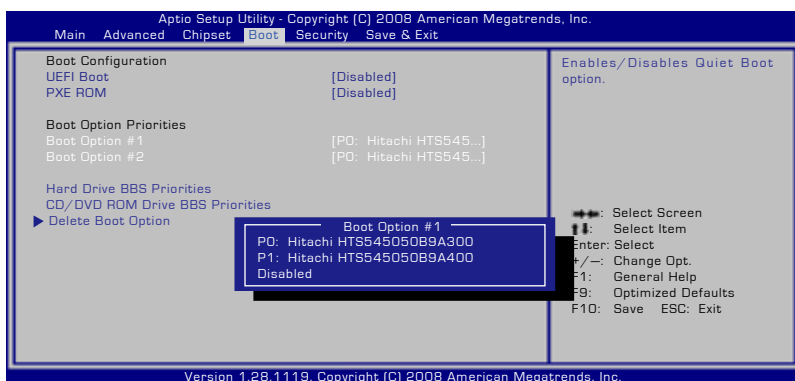 Aptio Setup Utility - Copyright (C) 2008 American Megatrends, Inc.
Main Advanced Chipset Boot Security Save & Exit
Boot Configuration
UEFI Boot [Disabled]
PXE ROM [Disabled]
Boot Option Priorities
Boot Option #1 [P0: Hitachi HTS545...]
Boot Option #2 [P0: Hitachi HTS545...]
Hard Drive BBS Priorities
CD/DVD ROM Drive BBS Priorities
Delete Boot Option
Boot Option #1
P0: Hitachi HTS545050B9A300
P1: Hitachi HTS545050B9A400
Disabled
Enables/Disables Quiet Boot
option.
→←: Select Screen
↑↓: Select Item
Enter: Select
+/—: Change Opt.
F1: General Help
F9: Optimized Defaults
F10: Save ESC: Exit
Version 1.28.1119. Copyright (C) 2008 American Megatrends, Inc.